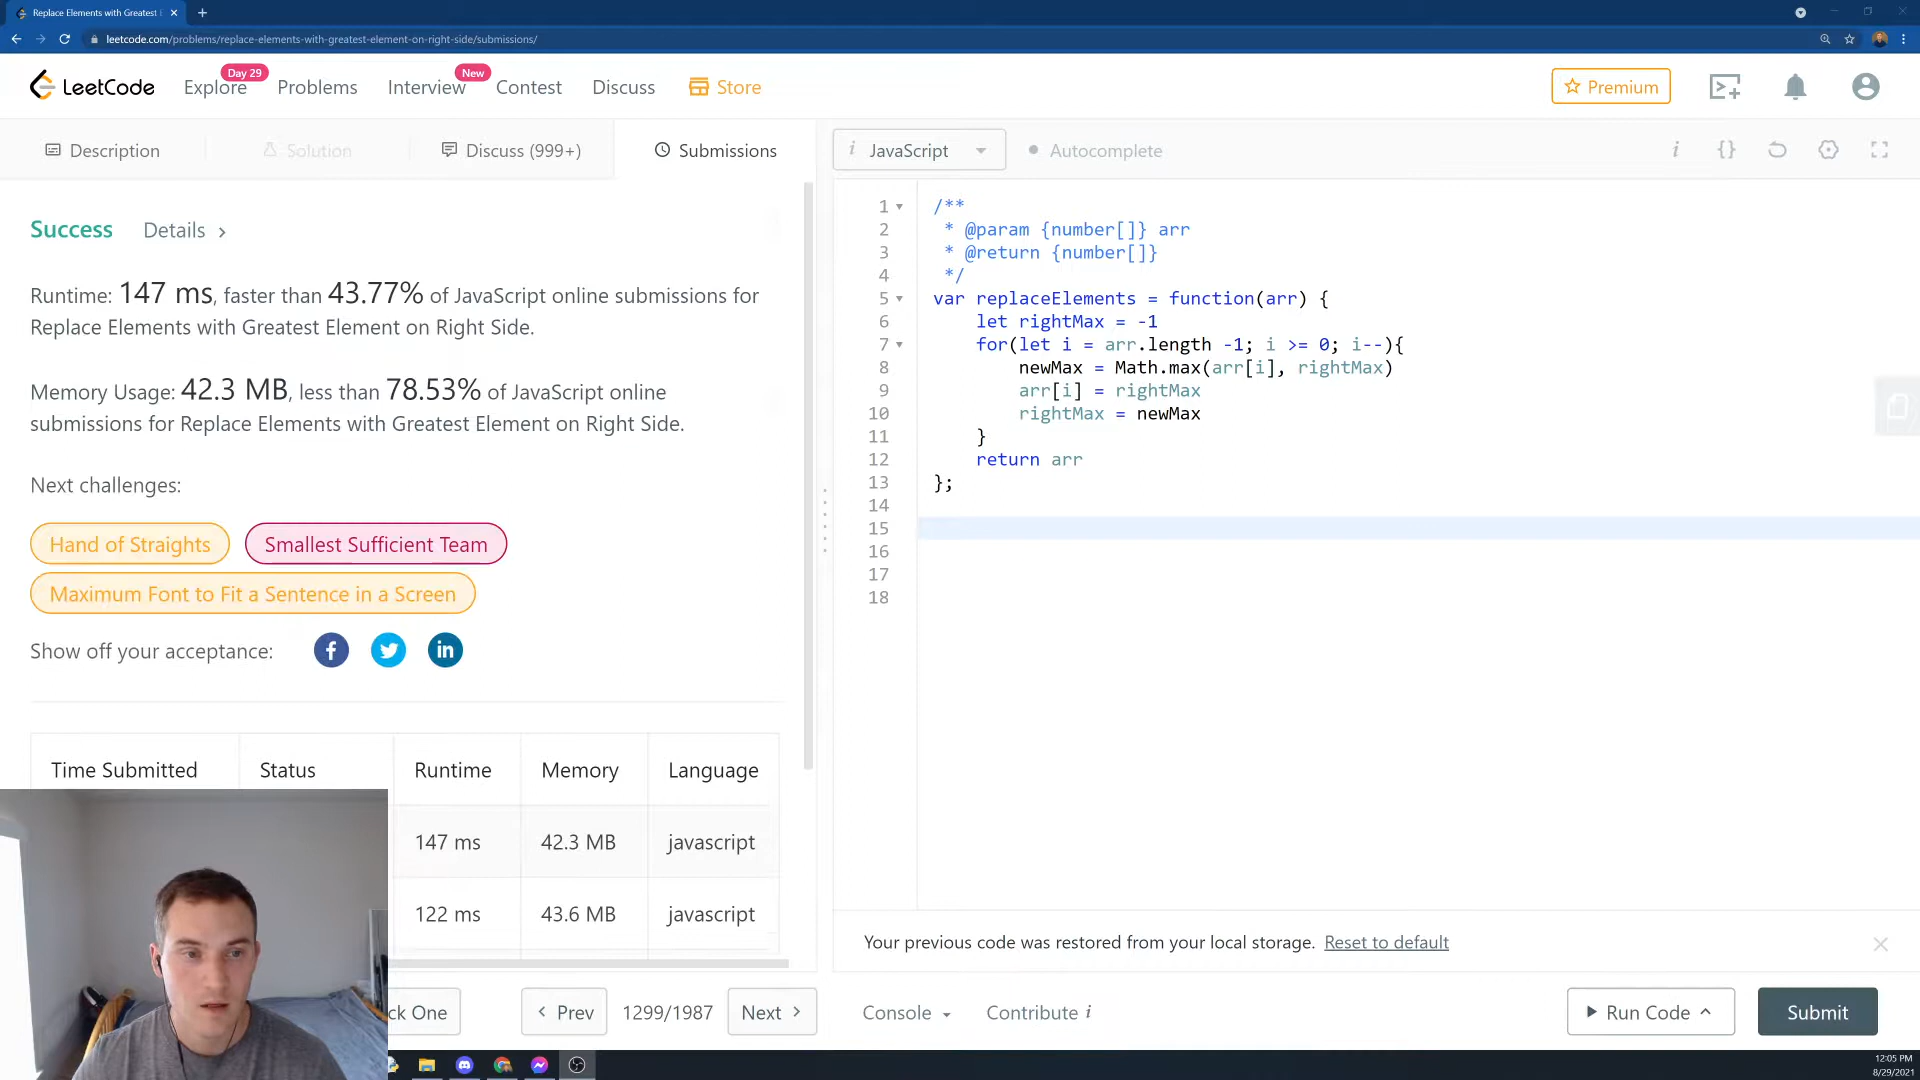 Replace Elements with Greatest
leetcode.com/problems/replace-elements-with-greatest-element-on-right-side/submissions/
LeetCode
Explore
Day 29
Problems
Interview
New
Contest
Discuss
Store
Premium
Description
Solution
Discuss (999+)
Submissions
i JavaScript
Autocomplete
i
{}
Success
Details
Runtime: 147 ms, faster than 43.77% of JavaScript online submissions for
Replace Elements with Greatest Element on Right Side.
Memory Usage: 42.3 MB, less than 78.53% of JavaScript online
submissions for Replace Elements with Greatest Element on Right Side.
Next challenges:
Hand of Straights
Smallest Sufficient Team
Maximum Font to Fit a Sentence in a Screen
Show off your acceptance:
Time Submitted
Status
Runtime
Memory
Language
147 ms
42.3 MB
javascript
122 ms
43.6 MB
javascript
1 /**
2 * @param {number[]} arr
3 * @return {number[]}
4 */
5 var replaceElements = function(arr) {
6 let rightMax = -1
7 for(let i = arr.length -1; i >= 0; i--){
8 newMax = Math.max(arr[i], rightMax)
9 arr[i] = rightMax
10 rightMax = newMax
11 }
12 return arr
13 };
14
15
16
17
18
Your previous code was restored from your local storage. Reset to default
ck One
< Prev
1299/1987
Next >
Console
Contribute i
Run Code
Submit
12:05 PM
8/29/2021